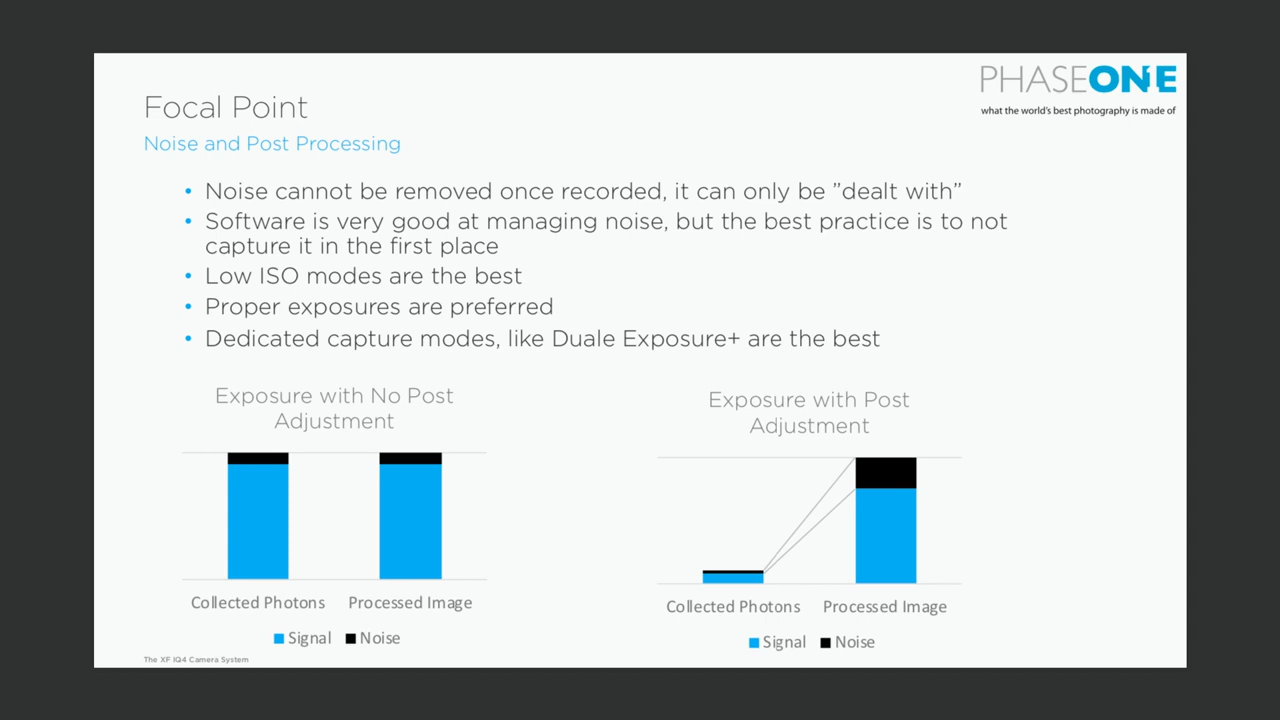 PHASEONE
what the world's best photography is made of
Focal Point
Noise and Post Processing
• Noise cannot be removed once recorded, it can only be ”dealt with”
• Software is very good at managing noise, but the best practice is to not
capture it in the first place
• Low ISO modes are the best
• Proper exposures are preferred
• Dedicated capture modes, like Duale Exposure+ are the best
Exposure with No Post
Adjustment
Collected Photons Processed Image
Signal Noise
Exposure with Post
Adjustment
Collected Photons Processed Image
Signal Noise
The XF IQ4 Camera System